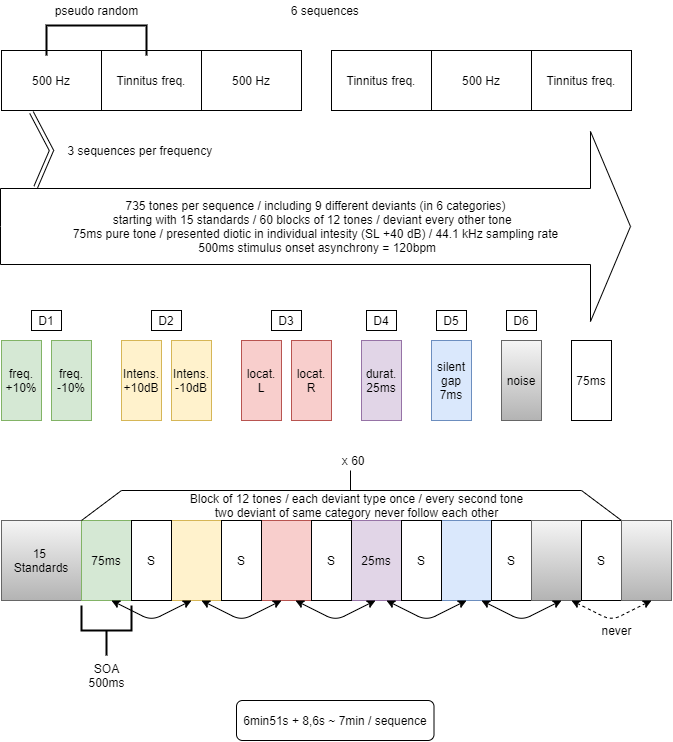 pseudo random
6 sequences
500 Hz
Tinnitus freq.
500 Hz
Tinnitus freq.
500 Hz
Tinnitus freq.
3 sequences per frequency
735 tones per sequence / including 9 different deviants (in 6 categories)
starting with 15 standards / 60 blocks of 12 tones / deviant every other tone
75ms pure tone / presented diotic in individual intesity (SL +40 dB) / 44.1 kHz sampling rate
500ms stimulus onset asynchrony = 120bpm
D1
D2
D3
D4
D5
D6
freq.
+10%
freq.
-10%
Intens.
+10dB
Intens.
-10dB
locat.
L
locat.
R
durat.
25ms
silent
gap
7ms
noise
75ms
x 60
Block of 12 tones / each deviant type once / every second tone
two deviant of same category never follow each other
15
Standards
75ms
S
S
S
25ms
S
S
S
never
SOA
500ms
6min51s + 8,6s ~ 7min / sequence